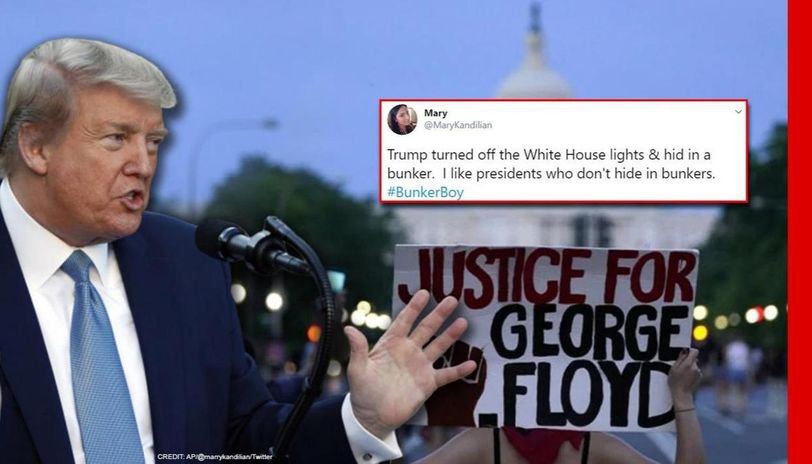 Mary
@MaryKandilian
Trump turned off the White House lights & hid in a
bunker. I like presidents who don't hide in bunkers.
#BunkerBoy
JUSTICE FOR
GEORGE
FLOYD
CREDIT: AP/@marrykandilian/Twitter